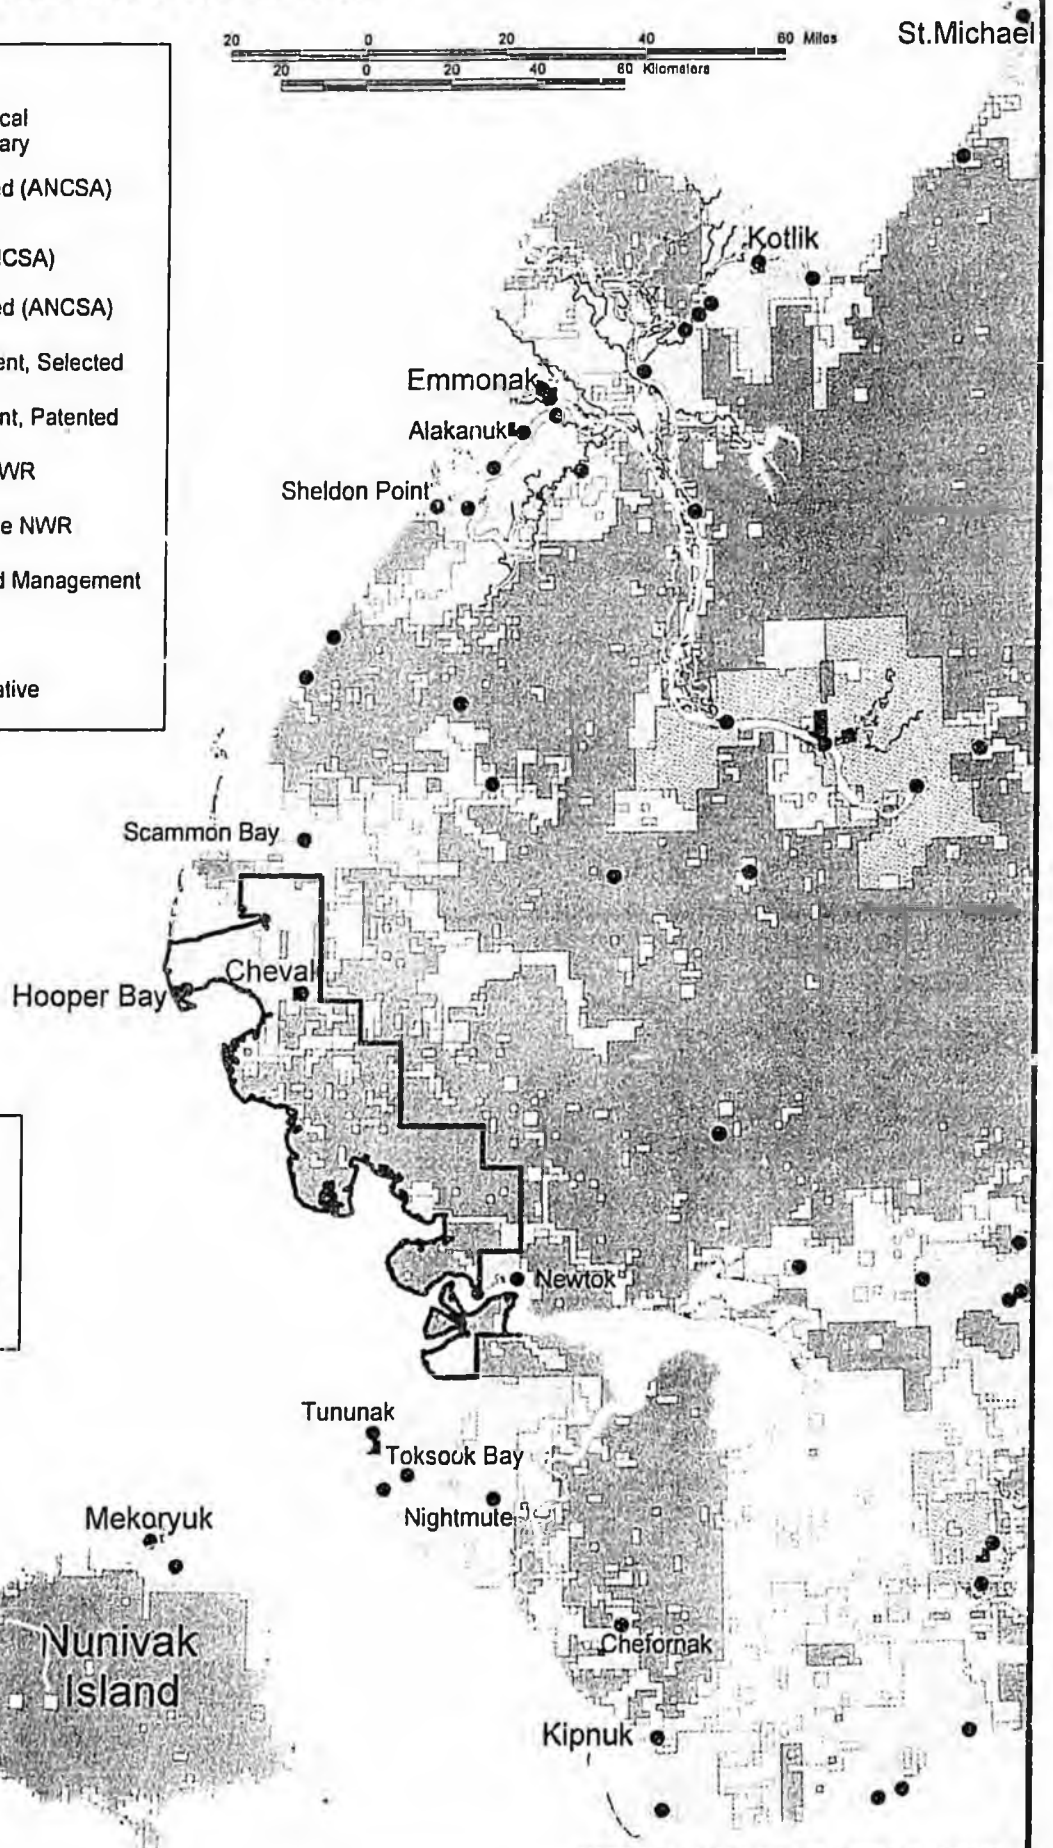 20 0 20 40 60 Miles
20 0 20 40 60 Kilometers
St.Michael
cal
ary
ed (ANCSA)
NCSA)
ed (ANCSA)
ent, Selected
nt, Patented
WR
e NWR
d Management
ative
Kotlik
Emmonak
Alakanuk
Sheldon Point
Scammon Bay
Cheval
Hooper Bay
Newtok
Tununak
Toksook Bay
Nightmute
Mekoryuk
Nunivak
Island
Chefornak
Kipnuk